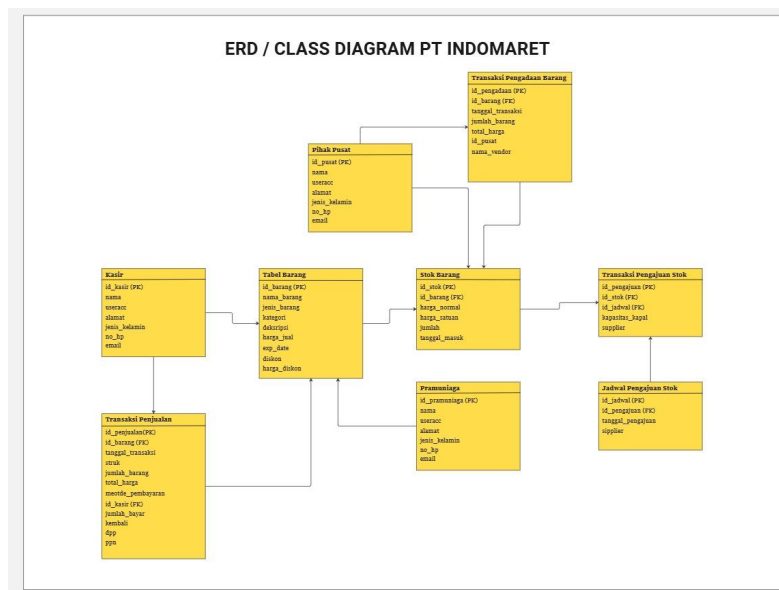 ERD / CLASS DIAGRAM PT INDOMARET
Transaksi Pengadaan Barang
id_pengadaan (PK)
id_barang (FK)
tanggal_transaksi
jumlah_barang
total_harga
id_pusat
nama_vendor
Pihak Pusat
id_pusat (PK)
nama
useracc
alamat
jenis_kelamin
no_hp
email
Kasir
id_kasir (PK)
nama
useracc
alamat
jenis_kelamin
no_hp
email
Tabel Barang
id_barang (PK)
nama_barang
jenis_barang
kategori
deksripsi
harga_jual
exp_date
diskon
harga_diskon
Stok Barang
id_stok (PK)
id_barang (FK)
harga_normal
harga_satuan
jumlah
tanggal_masuk
Transaksi Pengajuan Stok
id_pengajuan (PK)
id_stok (FK)
id_jadwal (FK)
kapasitas_kapal
supplier
Pramuniaga
id_pramuniaga (PK)
nama
useracc
alamat
jenis_kelamin
no_hp
email
Jadwal Pengajuan Stok
id_jadwal (PK)
id_pengajuan (FK)
tanggal_pengajuan
sipplier
Transaksi Penjualan
id_penjualan(PK)
id_barang (FK)
tanggal_transaksi
struk
jumlah_barang
total_harga
meotde_pembayaran
id_kasir (FK)
jumlah_bayar
kembali
dpp
ppn